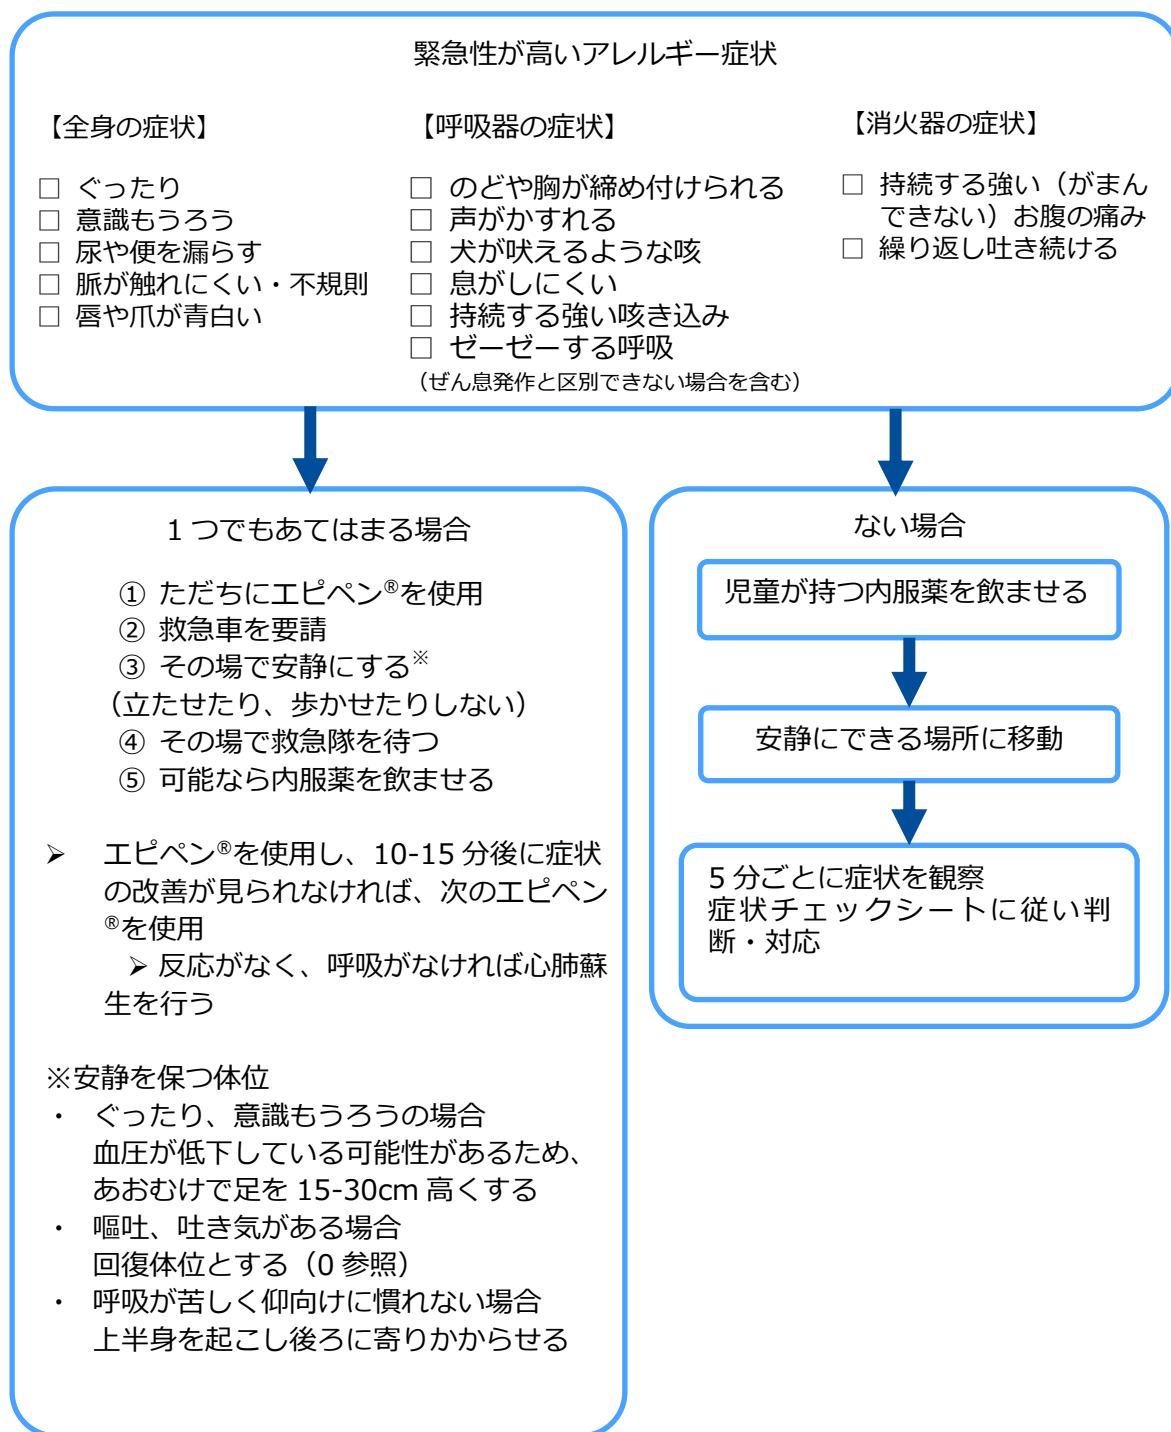 緊急性が高いアレルギー症状
【全身の症状】
□ ぐったり
□ 意識もうろう
□ 尿や便を漏らす
□ 脈が触れにくい・不規則
□ 唇や爪が青白い
【呼吸器の症状】
□ のどや胸が締め付けられる
□ 声がかすれる
□ 犬が吠えるような咳
□ 息がしにくい
□ 持続する強い咳き込み
□ ゼーゼーする呼吸
（ぜん息発作と区別できない場合を含む）
【消火器の症状】
□ 持続する強い（がまん
できない）お腹の痛み
□ 繰り返し吐き続ける
1 つでもあてはまる場合
① ただちにエピペン®を使用
② 救急車を要請
③ その場で安静にする※
（立たせたり、歩かせたりしない）
④ その場で救急隊を待つ
⑤ 可能なら内服薬を飲ませる
➢ エピペン®を使用し、10-15 分後に症状
の改善が見られなければ、次のエピペン
®を使用
➢ 反応がなく、呼吸がなければ心肺蘇
生を行う
※安静を保つ体位
・ ぐったり、意識もうろうの場合
血圧が低下している可能性があるため、
あおむけで足を 15-30cm 高くする
・ 嘔吐、吐き気がある場合
回復体位とする（0 参照）
・ 呼吸が苦しく仰向けに慣れない場合
上半身を起こし後ろに寄りかからせる
ない場合
児童が持つ内服薬を飲ませる
安静にできる場所に移動
5 分ごとに症状を観察
症状チェックシートに従い判
断・対応